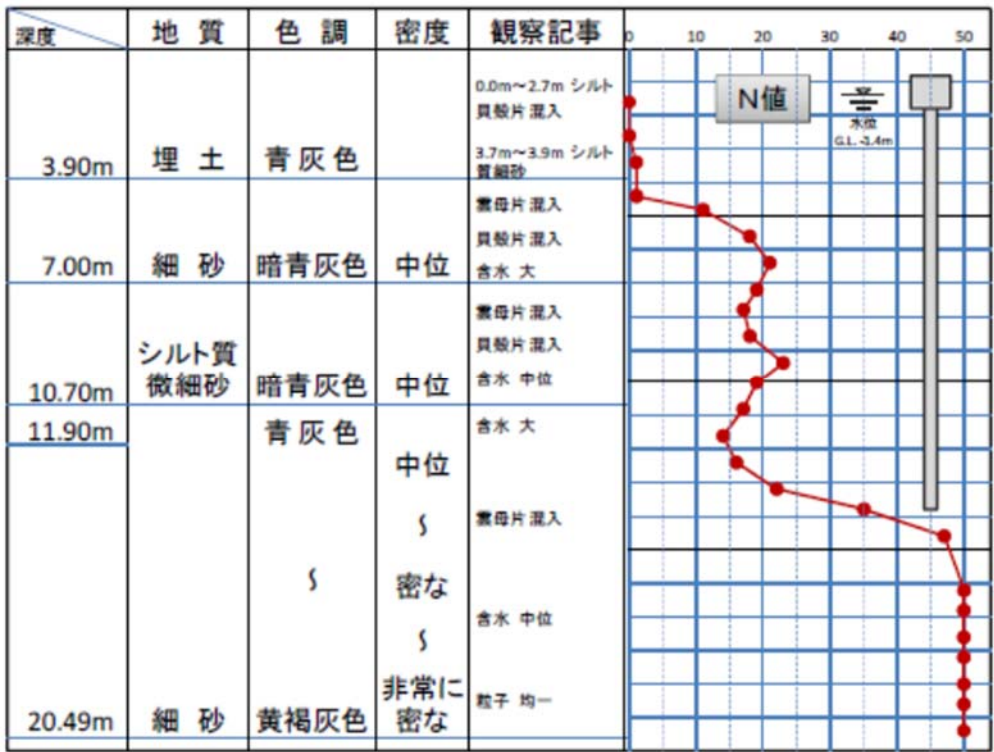 深度 地質 色調 密度 観察記事
0 10 20 30 40 50
N値
水位
G.L. -1.4m
0.0m～2.7m シルト
貝殻片混入
3.7m～3.9m シルト
質細砂
3.90m 埋土 青灰色
雲母片混入
貝殻片混入
含水 大
7.00m 細砂 暗青灰色 中位
雲母片混入
貝殻片混入
含水 中位
シルト質
微細砂
10.70m 暗青灰色 中位
11.90m 青灰色 含水 大
中位
～ 雲母片混入
～ 密な
含水 中位
～
非常に
密な
粒子 均一
20.49m 細砂 黄褐灰色